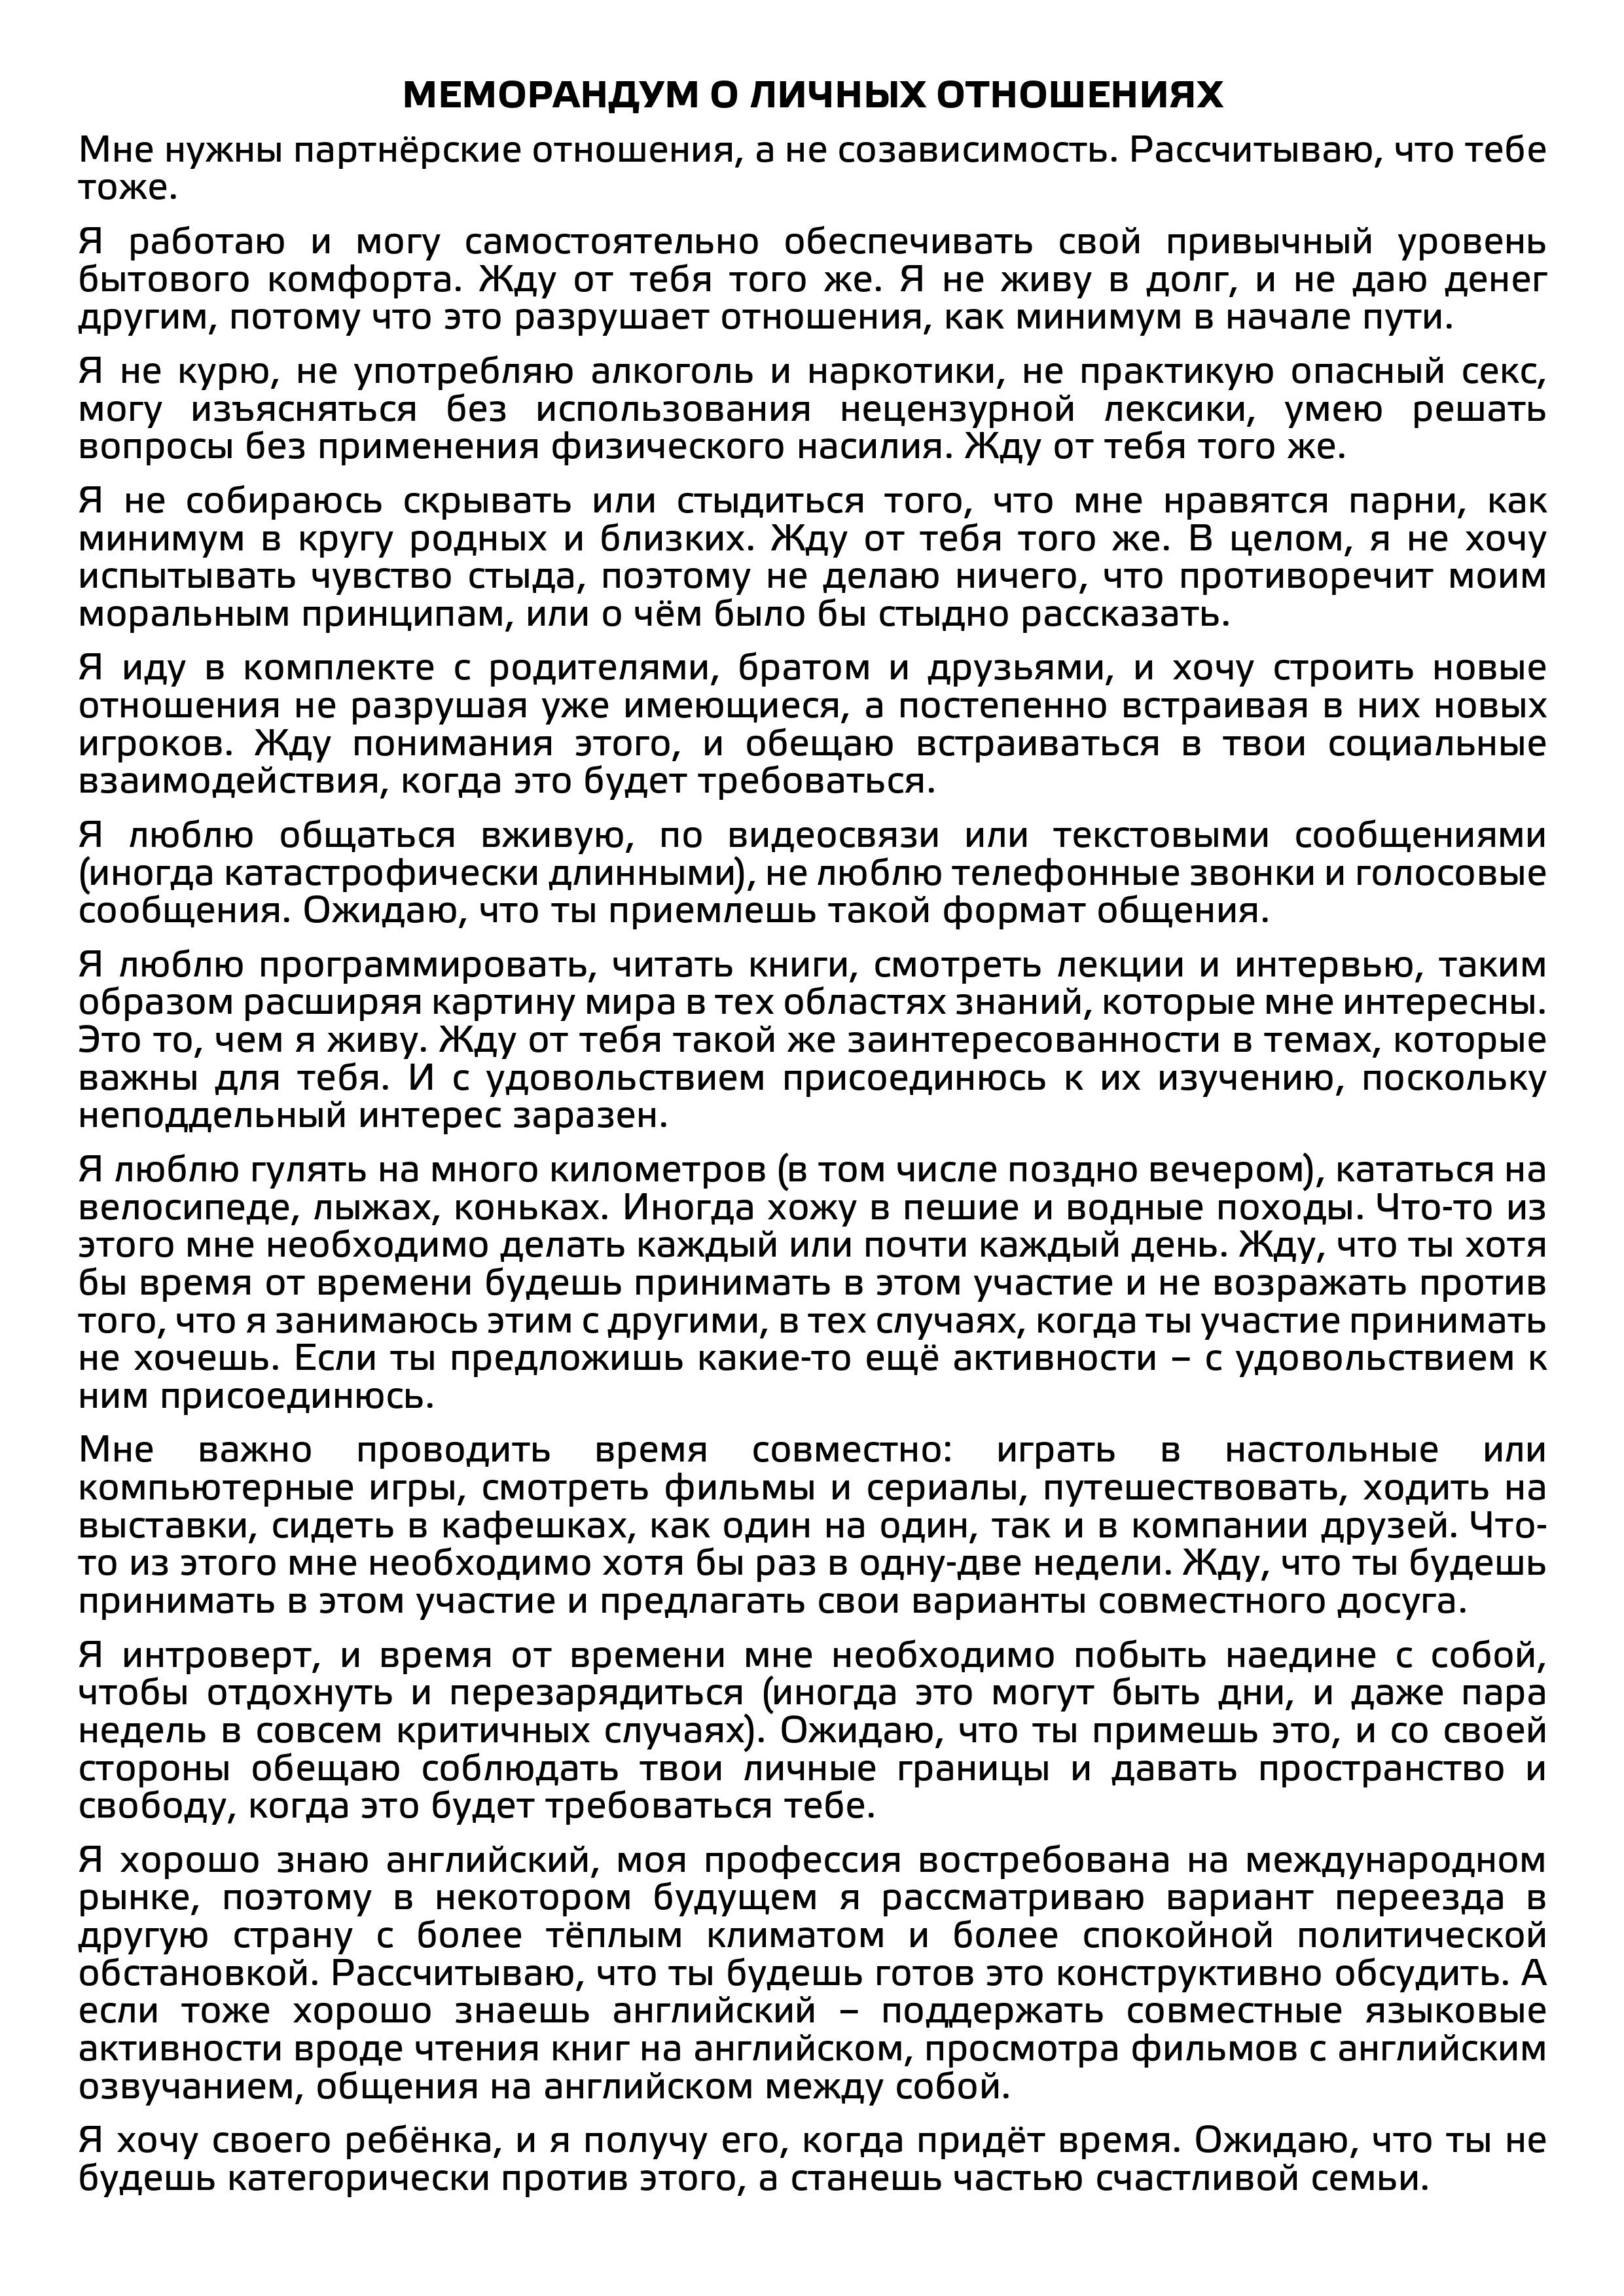 МЕМОРАНДУМ О ЛИЧНЫХ ОТНОШЕНИЯХ
Мне нужны партнёрские отношения, а не созависимость. Рассчитываю, что тебе
тоже.
Я работаю и могу самостоятельно обеспечивать свой привычный уровень
бытового комфорта. Жду от тебя того же. Я не живу в долг, и не даю денег
другим, потому что это разрушает отношения, как минимум в начале пути.
Я не курю, не употребляю алкоголь и наркотики, не практикую опасный секс,
могу изъясняться без использования нецензурной лексики, умею решать
вопросы без применения физического насилия. Жду от тебя того же.
Я не собираюсь скрывать или стыдиться того, что мне нравятся парни, как
минимум в кругу родных и близких. Жду от тебя того же. В целом, я не хочу
испытывать чувство стыда, поэтому не делаю ничего, что противоречит моим
моральным принципам, или о чём было бы стыдно рассказать.
Я иду в комплекте с родителями, братом и друзьями, и хочу строить новые
отношения не разрушая уже имеющиеся, а постепенно встраивая в них новых
игроков. Жду понимания этого, и обещаю встраиваться в твои социальные
взаимодействия, когда это будет требоваться.
Я люблю общаться вживую, по видеосвязи или текстовыми сообщениями
(иногда катастрофически длинными), не люблю телефонные звонки и голосовые
сообщения. Ожидаю, что ты приемлешь такой формат общения.
Я люблю программировать, читать книги, смотреть лекции и интервью, таким
образом расширяя картину мира в тех областях знаний, которые мне интересны.
Это то, чем я живу. Жду от тебя такой же заинтересованности в темах, которые
важны для тебя. И с удовольствием присоединюсь к их изучению, поскольку
неподдельный интерес заразен.
Я люблю гулять на много километров (в том числе поздно вечером), кататься на
велосипеде, лыжах, коньках. Иногда хожу в пешие и водные походы. Что-то из
этого мне необходимо делать каждый или почти каждый день. Жду, что ты хотя
бы время от времени будешь принимать в этом участие и не возражать против
того, что я занимаюсь этим с другими, в тех случаях, когда ты участие принимать
не хочешь. Если ты предложишь какие-то ещё активности – с удовольствием к
ним присоединюсь.
Мне важно проводить время совместно: играть в настольные или
компьютерные игры, смотреть фильмы и сериалы, путешествовать, ходить на
выставки, сидеть в кафешках, как один на один, так и в компании друзей. Что-
то из этого мне необходимо хотя бы раз в одну-две недели. Жду, что ты будешь
принимать в этом участие и предлагать свои варианты совместного досуга.
Я интроверт, и время от времени мне необходимо побыть наедине с собой,
чтобы отдохнуть и перезарядиться (иногда это могут быть дни, и даже пара
недель в совсем критичных случаях). Ожидаю, что ты примешь это, и со своей
стороны обещаю соблюдать твои личные границы и давать пространство и
свободу, когда это будет требоваться тебе.
Я хорошо знаю английский, моя профессия востребована на международном
рынке, поэтому в некотором будущем я рассматриваю вариант переезда в
другую страну с более тёплым климатом и более спокойной политической
обстановкой. Рассчитываю, что ты будешь готов это конструктивно обсудить. А
если тоже хорошо знаешь английский – поддержать совместные языковые
активности вроде чтения книг на английском, просмотра фильмов с английским
озвучанием, общения на английском между собой.
Я хочу своего ребёнка, и я получу его, когда придёт время. Ожидаю, что ты не
будешь категорически против этого, а станешь частью счастливой семьи.